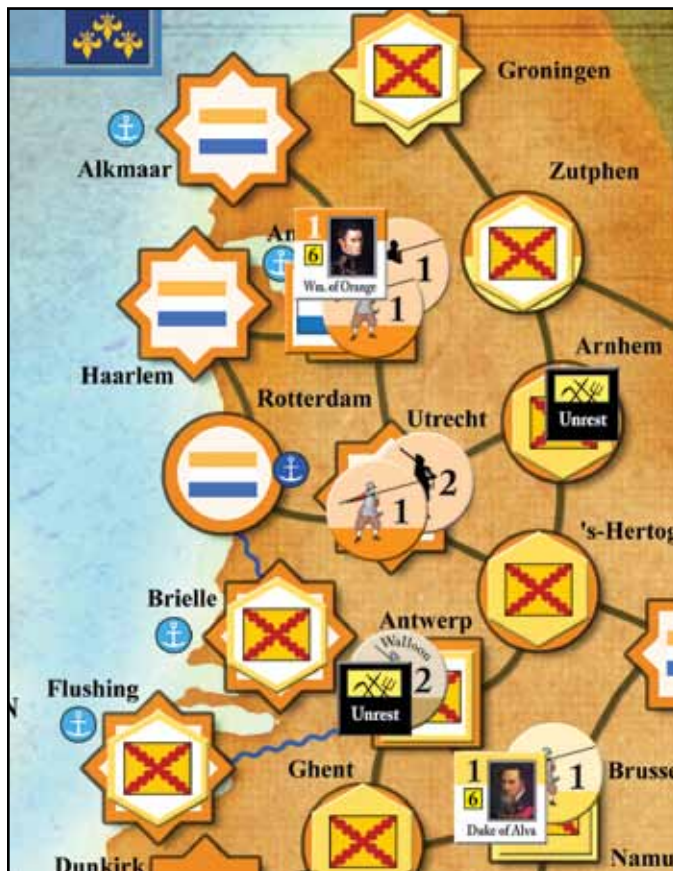 Groningen
Alkmaar
Zutphen
An
1
6
Wm. of Orange
1
1
Haarlem
Arnhem
Unrest
Rotterdam
Utrecht
2
1
's-Hertog
Brielle
Antwerp
Walloon
2
Unrest
Flushing
N
Ghent
1
6
Duke of Alva
1
Brusse
Dunkirk
Namu